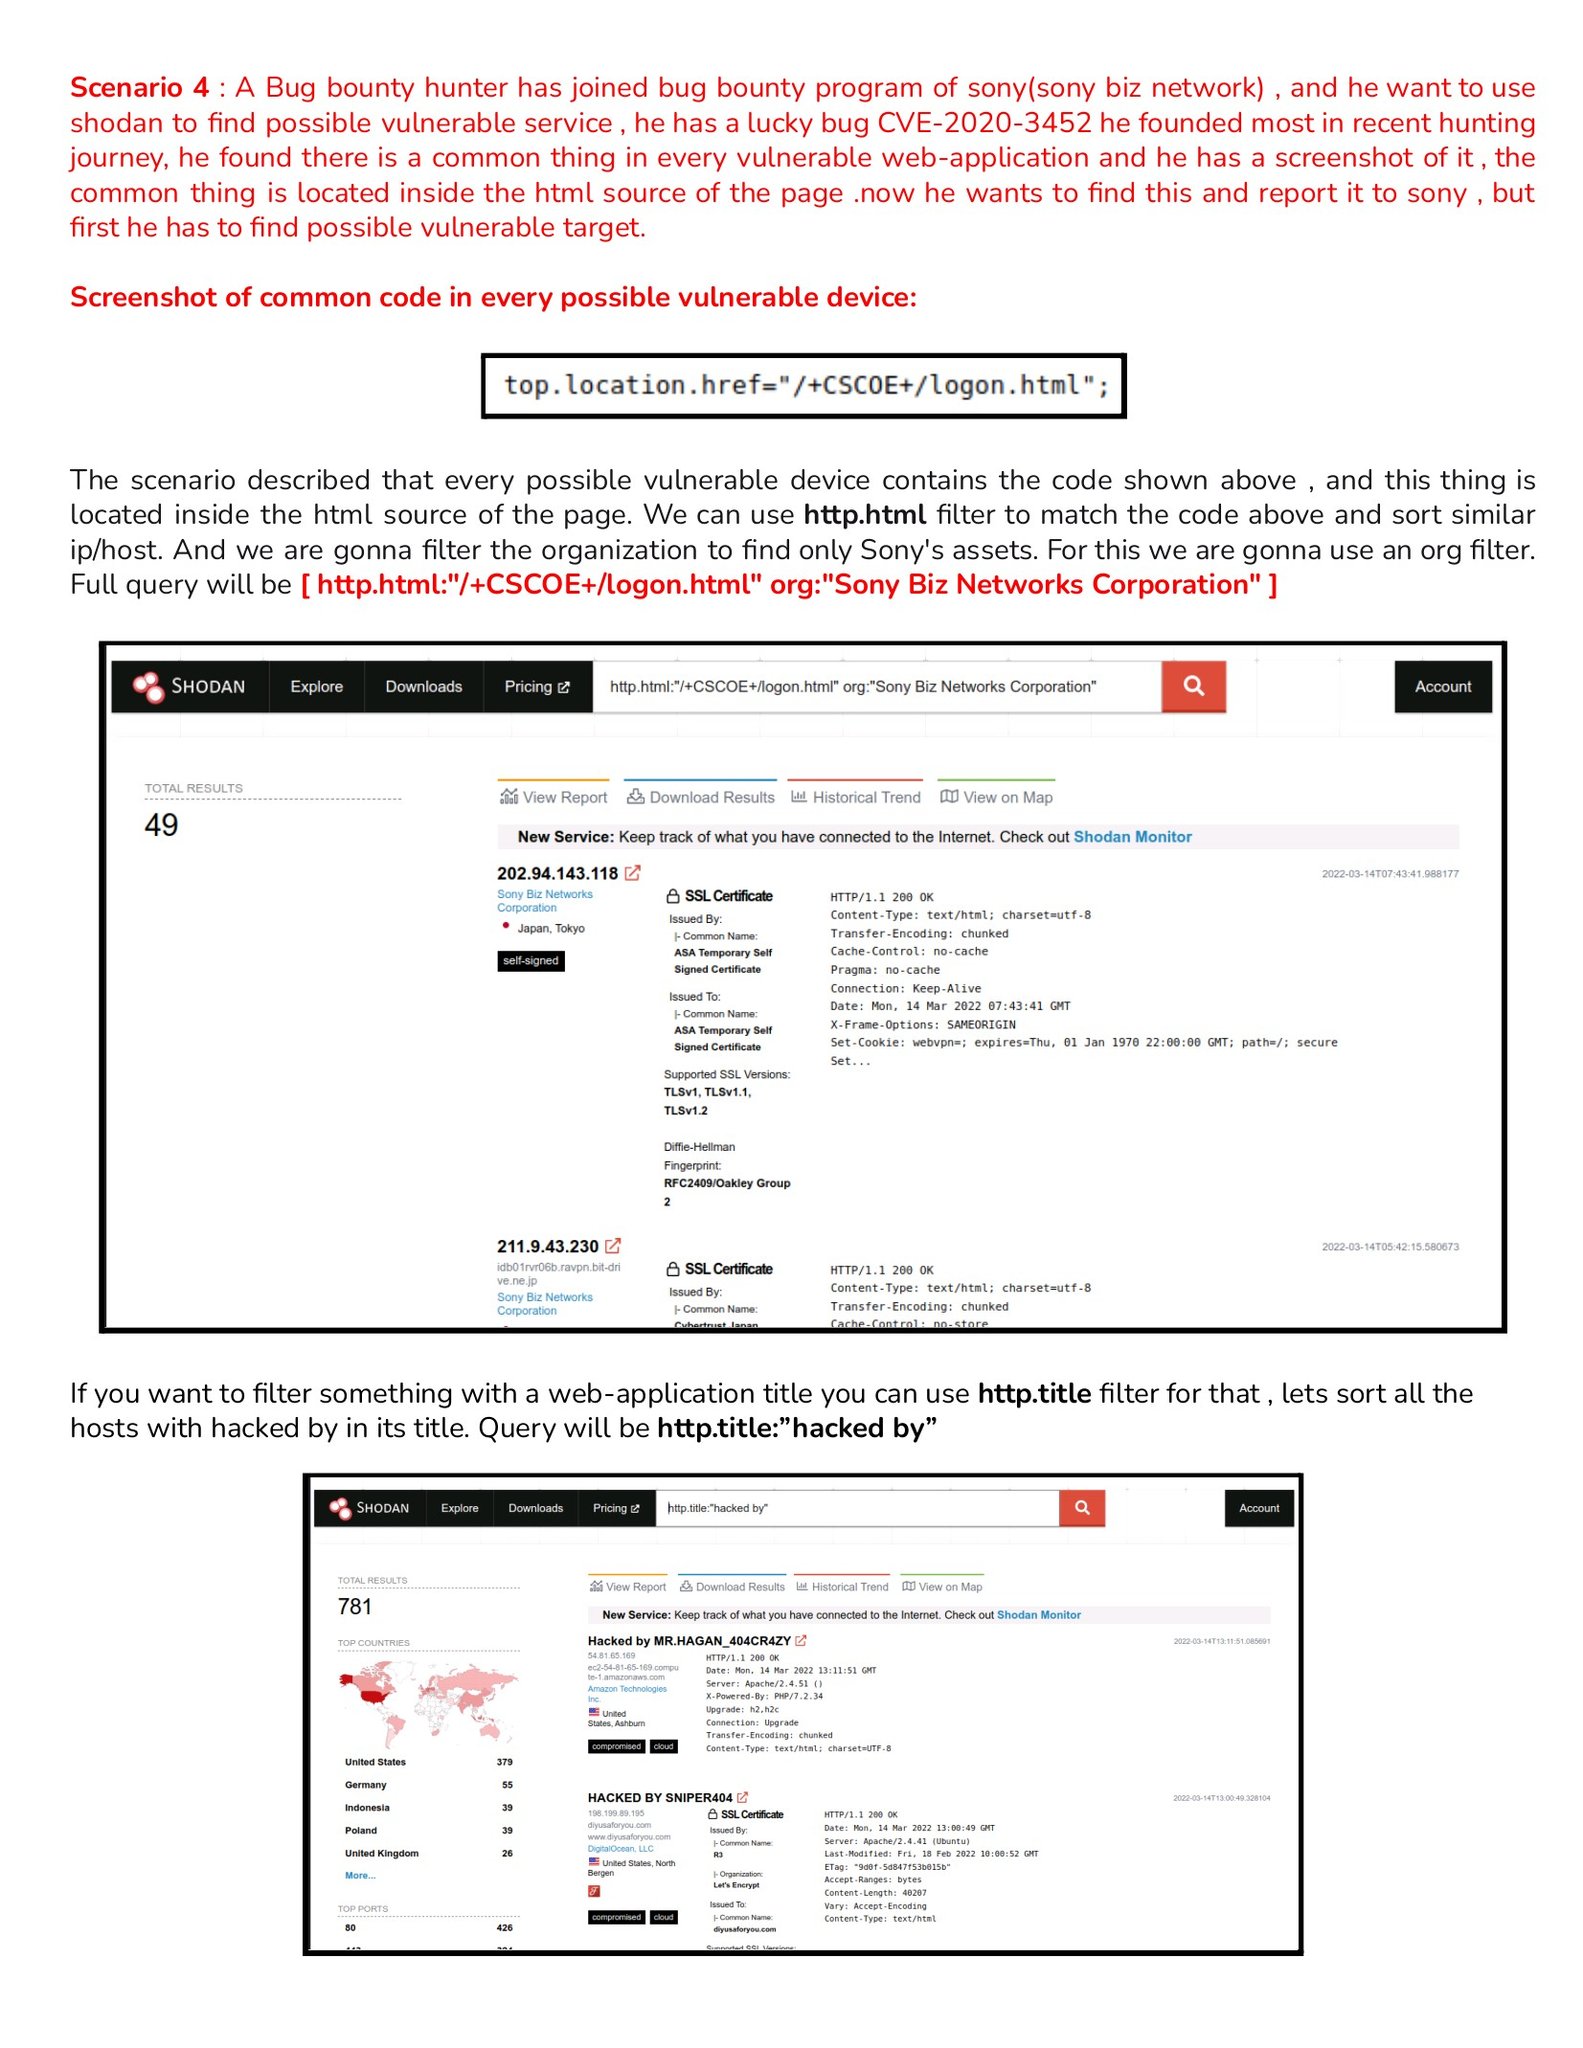 Scenario 4 : A Bug bounty hunter has joined bug bounty program of sony(sony biz network) , and he want to use
shodan to find possible vulnerable service , he has a lucky bug CVE-2020-3452 he founded most in recent hunting
journey, he found there is a common thing in every vulnerable web-application and he has a screenshot of it , the
common thing is located inside the html source of the page .now he wants to find this and report it to sony , but
first he has to find possible vulnerable target.
Screenshot of common code in every possible vulnerable device:
top.location.href="/+CSCOE+/logon.html";
The scenario described that every possible vulnerable device contains the code shown above , and this thing is
located inside the html source of the page. We can use http.html filter to match the code above and sort similar
ip/host. And we are gonna filter the organization to find only Sony's assets. For this we are gonna use an org filter.
Full query will be [ http.html:"/+CSCOE+/logon.html" org:"Sony Biz Networks Corporation" ]
SHODAN Explore Downloads Pricing http.html:"/+CSCOE+/logon.html" org:"Sony Biz Networks Corporation" Account
TOTAL RESULTS
49
View Report Download Results Historical Trend View on Map
New Service: Keep track of what you have connected to the Internet. Check out Shodan Monitor
202.94.143.118
2022-03-14T07:43:41.988177
Sony Biz Networks
Corporation
Japan, Tokyo
self-signed
SSL Certificate
Issued By:
|- Common Name:
ASA Temporary Self
Signed Certificate
Issued To:
|- Common Name:
ASA Temporary Self
Signed Certificate
Supported SSL Versions:
TLSv1, TLSv1.1,
TLSv1.2
Diffie-Hellman
Fingerprint:
RFC2409/Oakley Group
2
HTTP/1.1 200 OK
Content-Type: text/html; charset=utf-8
Transfer-Encoding: chunked
Cache-Control: no-cache
Pragma: no-cache
Connection: Keep-Alive
Date: Mon, 14 Mar 2022 07:43:41 GMT
X-Frame-Options: SAMEORIGIN
Set-Cookie: webvpn=; expires=Thu, 01 Jan 1970 22:00:00 GMT; path=/; secure
Set...
211.9.43.230
2022-03-14T05:42:15.580673
idb01rvr06b.ravpn.bit-dri
ve.ne.jp
Sony Biz Networks
Corporation
SSL Certificate
Issued By:
|- Common Name:
Cybertrust Japan
HTTP/1.1 200 OK
Content-Type: text/html; charset=utf-8
Transfer-Encoding: chunked
Cache-Control: no-store
If you want to filter something with a web-application title you can use http.title filter for that , lets sort all the
hosts with hacked by in its title. Query will be http.title:”hacked by”
SHODAN Explore Downloads Pricing http.title:"hacked by" Account
TOTAL RESULTS
781
TOP COUNTRIES
United States 379
Germany 55
Indonesia 39
Poland 39
United Kingdom 26
More...
TOP PORTS
80 426
View Report Download Results Historical Trend View on Map
New Service: Keep track of what you have connected to the Internet. Check out Shodan Monitor
Hacked by MR.HAGAN_404CR4ZY
2022-03-14T13:11:51.085691
54.81.65.169
ec2-54-81-65-169.compu
te-1.amazonaws.com
Amazon Technologies
Inc.
United
States, Ashburn
compromised cloud
HTTP/1.1 200 OK
Date: Mon, 14 Mar 2022 13:11:51 GMT
Server: Apache/2.4.51 ()
X-Powered-By: PHP/7.2.34
Upgrade: h2,h2c
Connection: Upgrade
Transfer-Encoding: chunked
Content-Type: text/html; charset=UTF-8
HACKED BY SNIPER404
2022-03-14T13:00:49.328104
198.199.89.195
diyusaforyou.com
www.diyusaforyou.com
DigitalOcean, LLC
United States, North
Bergen
compromised cloud
SSL Certificate
Issued By:
|- Common Name:
R3
|- Organization:
Let's Encrypt
Issued To:
|- Common Name:
diyusaforyou.com
Supported SSL Versions:
HTTP/1.1 200 OK
Date: Mon, 14 Mar 2022 13:00:49 GMT
Server: Apache/2.4.41 (Ubuntu)
Last-Modified: Fri, 18 Feb 2022 10:00:52 GMT
ETag: "9d0f-5d847f53b015b"
Accept-Ranges: bytes
Content-Length: 40207
Vary: Accept-Encoding
Content-Type: text/html